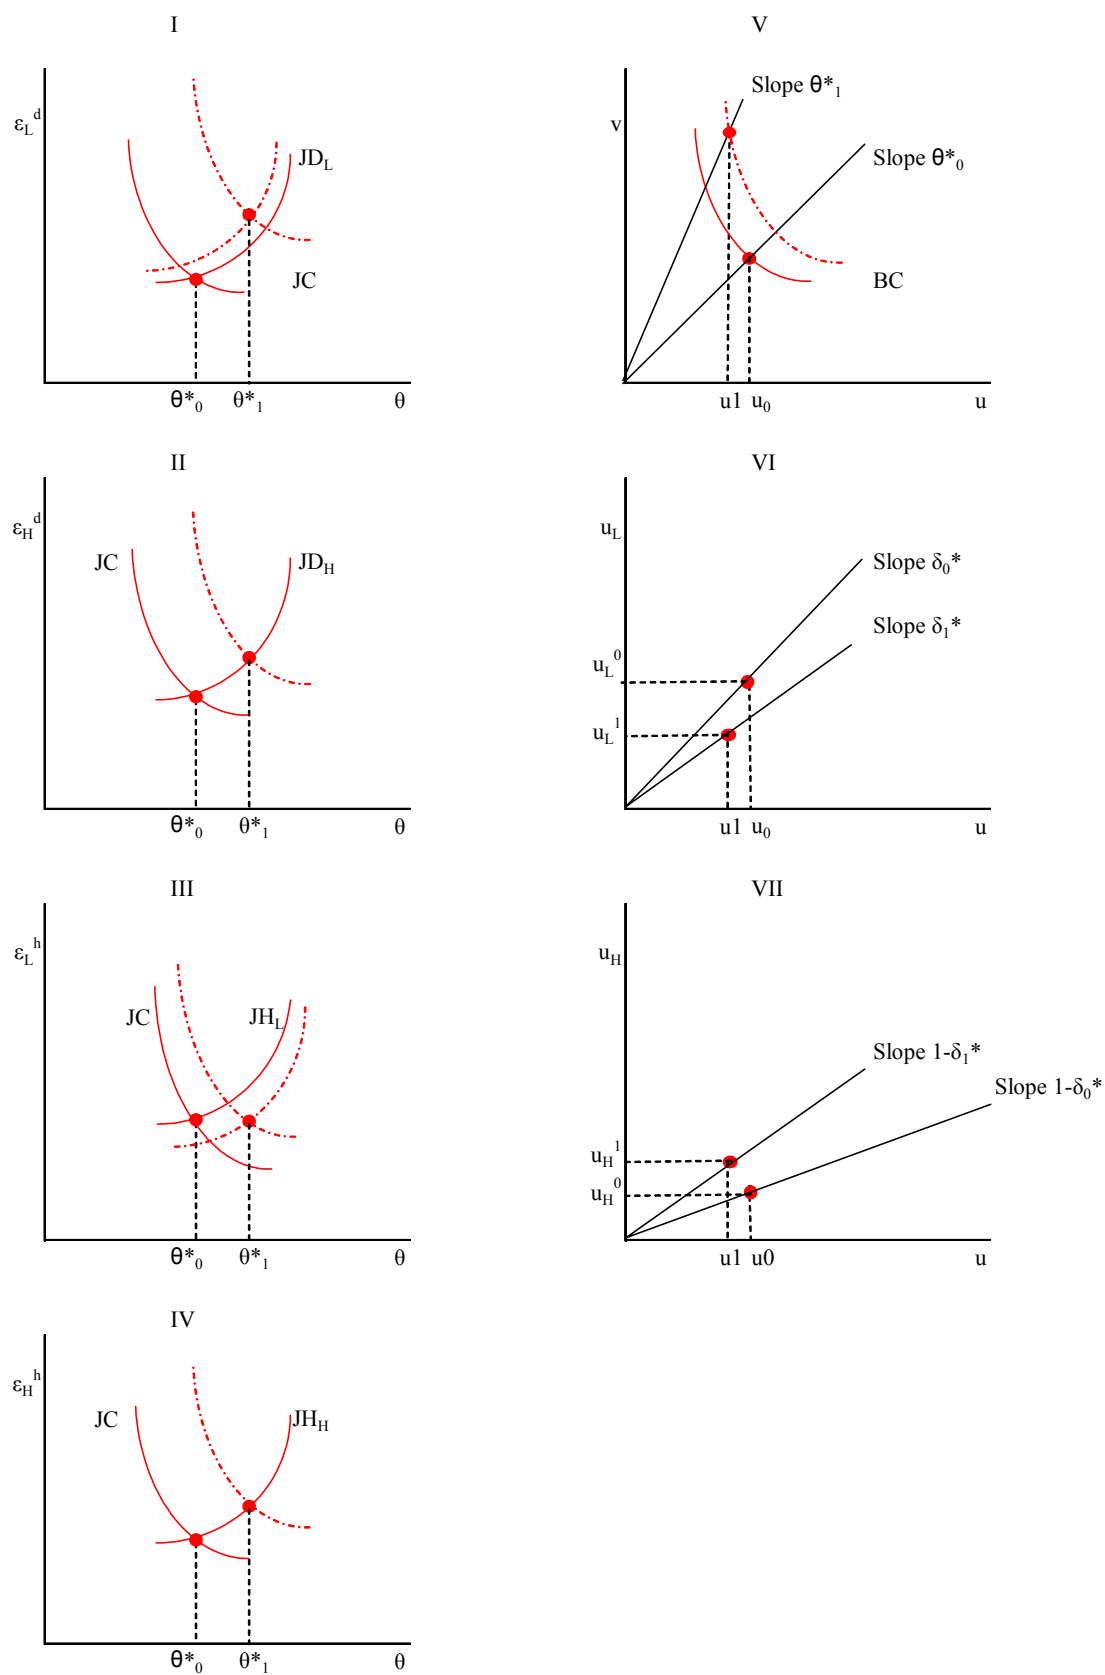 I
ε_L^d
JD_L
JC
θ*_0 θ*_1 θ
II
ε_H^d
JC
JD_H
θ*_0 θ*_1 θ
III
ε_L^h
JC
JH_L
θ*_0 θ*_1 θ
IV
ε_H^h
JC
JH_H
θ*_0 θ*_1 θ
V
Slope θ*_1
v
Slope θ*_0
BC
u1 u_0 u
VI
u_L
Slope δ_0*
Slope δ_1*
u_L^0
u_L^1
u1 u_0 u
VII
u_H
Slope 1-δ_1*
Slope 1-δ_0*
u_H^1
u_H^0
u1 u0 u